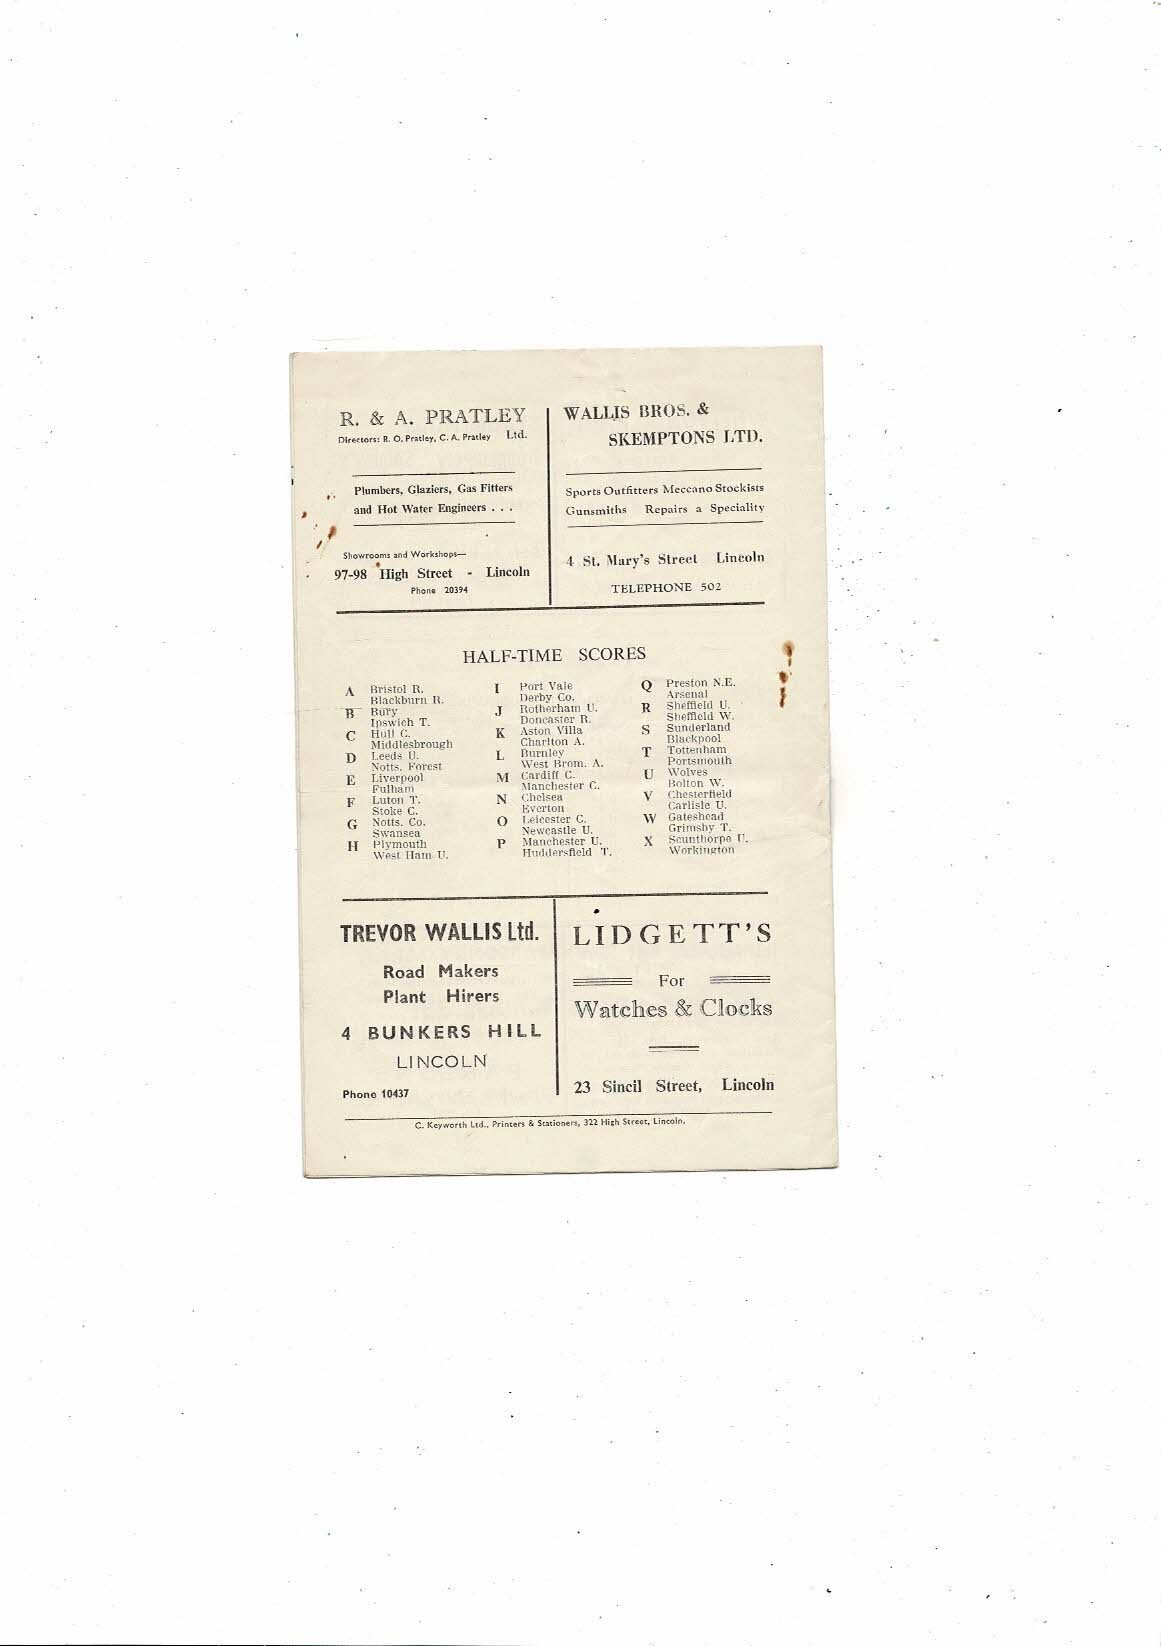 R. & A. PRATLEY
Directors: R. O. Pratley, C. A. Pratley Ltd.
Plumbers, Glaziers, Gas Fitters
and Hot Water Engineers . . .
Showrooms and Workshops—
97-98 High Street - Lincoln
Phone 20394
WALLIS BROS. &
SKEMPTONS LTD.
Sports Outfitters Meccano Stockists
Gunsmiths Repairs a Speciality
4 St. Mary's Street Lincoln
TELEPHONE 502
HALF-TIME SCORES
A Bristol R.
Blackburn R.
B Bury
Ipswich T.
C Hull C.
Middlesbrough
D Leeds U.
Notts. Forest
E Liverpool
Fulham
F Luton T.
Stoke C.
G Notts. Co.
Swansea
H Plymouth
West Ham U.
I Port Vale
Derby Co.
J Rotherham U.
Doncaster R.
K Aston Villa
Charlton A.
L Burnley
West Brom. A.
M Cardiff C.
Manchester C.
N Chelsea
Everton
O Leicester C.
Newcastle U.
P Manchester U.
Huddersfield T.
Q Preston N.E.
Arsenal
R Sheffield U.
Sheffield W.
S Sunderland
Blackpool
T Tottenham
Portsmouth
U Wolves
Bolton W.
V Chesterfield
Carlisle U.
W Gateshead
Grimsby T.
X Scunthorpe U.
Workington
TREVOR WALLIS Ltd.
Road Makers
Plant Hirers
4 BUNKERS HILL
LINCOLN
Phone 10437
LIDGETT'S
For
Watches & Clocks
23 Sincil Street, Lincoln
C. Keyworth Ltd., Printers & Stationers, 322 High Street, Lincoln.